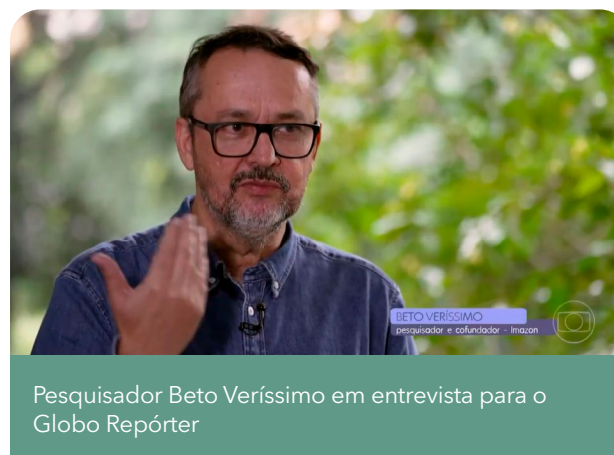 BETO VERÍSSIMO
pesquisador e cofundador - Imazon
Pesquisador Beto Veríssimo em entrevista para o
Globo Repórter